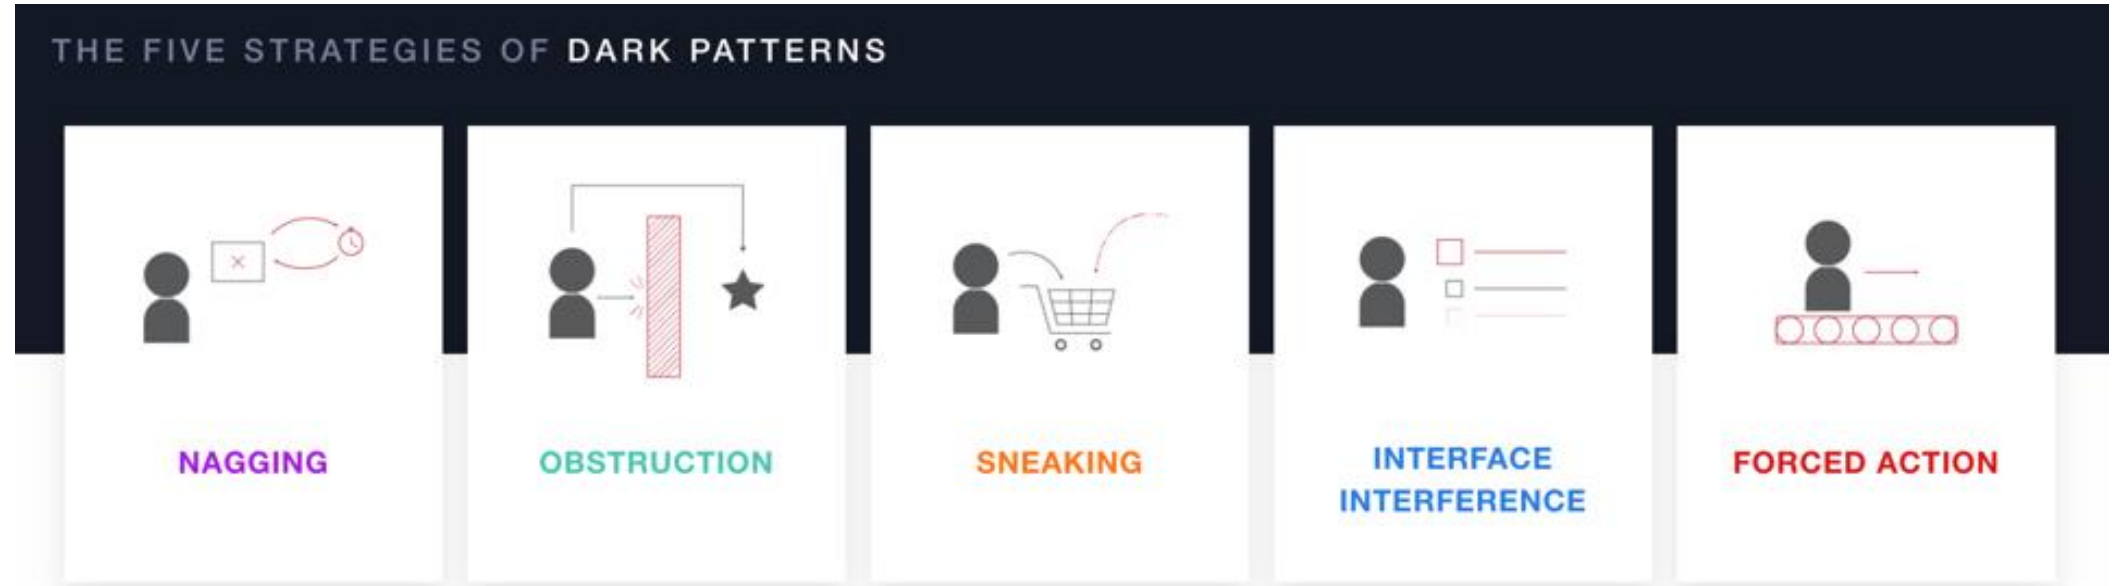 THE FIVE STRATEGIES OF DARK PATTERNS
NAGGING
OBSTRUCTION
SNEAKING
INTERFACE
INTERFERENCE
FORCED ACTION